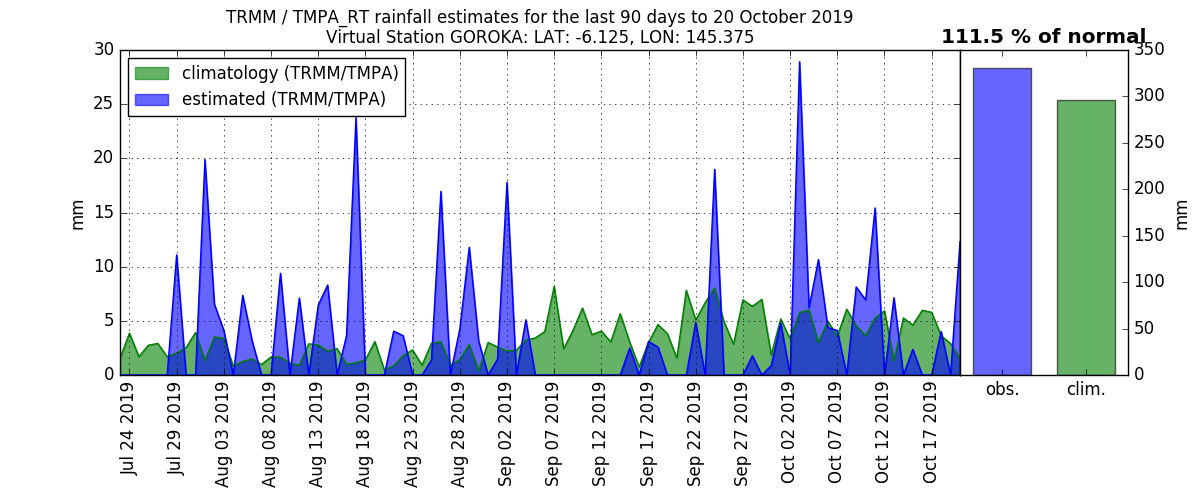 TRMM / TMPA_RT rainfall estimates for the last 90 days to 20 October 2019
Virtual Station GOROKA: LAT: -6.125, LON: 145.375
111.5 % of normal
climatology (TRMM/TMPA)
estimated (TRMM/TMPA)
30
25
20
15
10
5
0
mm
Jul 24 2019
Jul 29 2019
Aug 03 2019
Aug 08 2019
Aug 13 2019
Aug 18 2019
Aug 23 2019
Aug 28 2019
Sep 02 2019
Sep 07 2019
Sep 12 2019
Sep 17 2019
Sep 22 2019
Sep 27 2019
Oct 02 2019
Oct 07 2019
Oct 12 2019
Oct 17 2019
obs.
clim.
350
300
250
200
150
100
50
0
mm